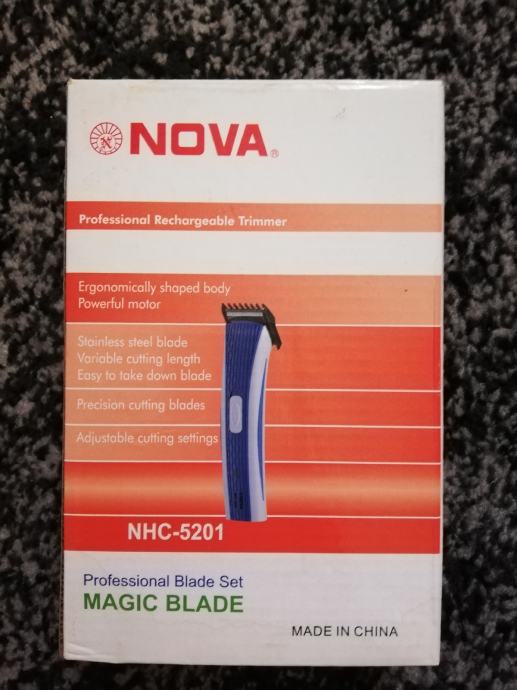 NOVA®
Professional Rechargeable Trimmer
Ergonomically shaped body
Powerful motor
Stainless steel blade
Variable cutting length
Easy to take down blade
Precision cutting blades
Adjustable cutting settings
NHC-5201
Professional Blade Set
MAGIC BLADE
MADE IN CHINA